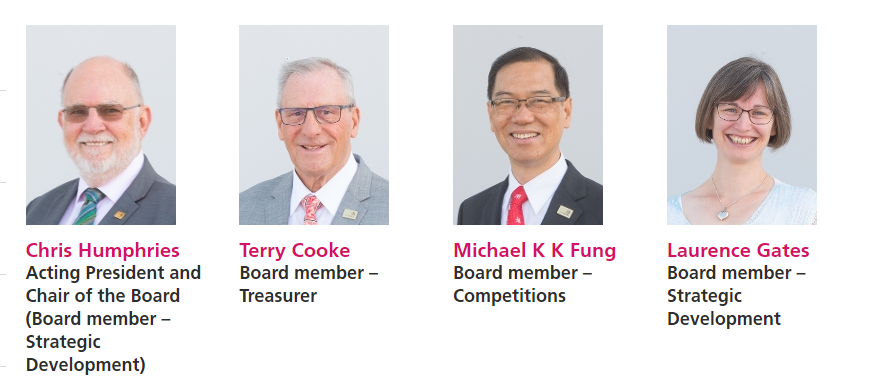 Chris Humphries
Acting President and
Chair of the Board
(Board member –
Strategic
Development)
Terry Cooke
Board member –
Treasurer
Michael K K Fung
Board member –
Competitions
Laurence Gates
Board member –
Strategic
Development